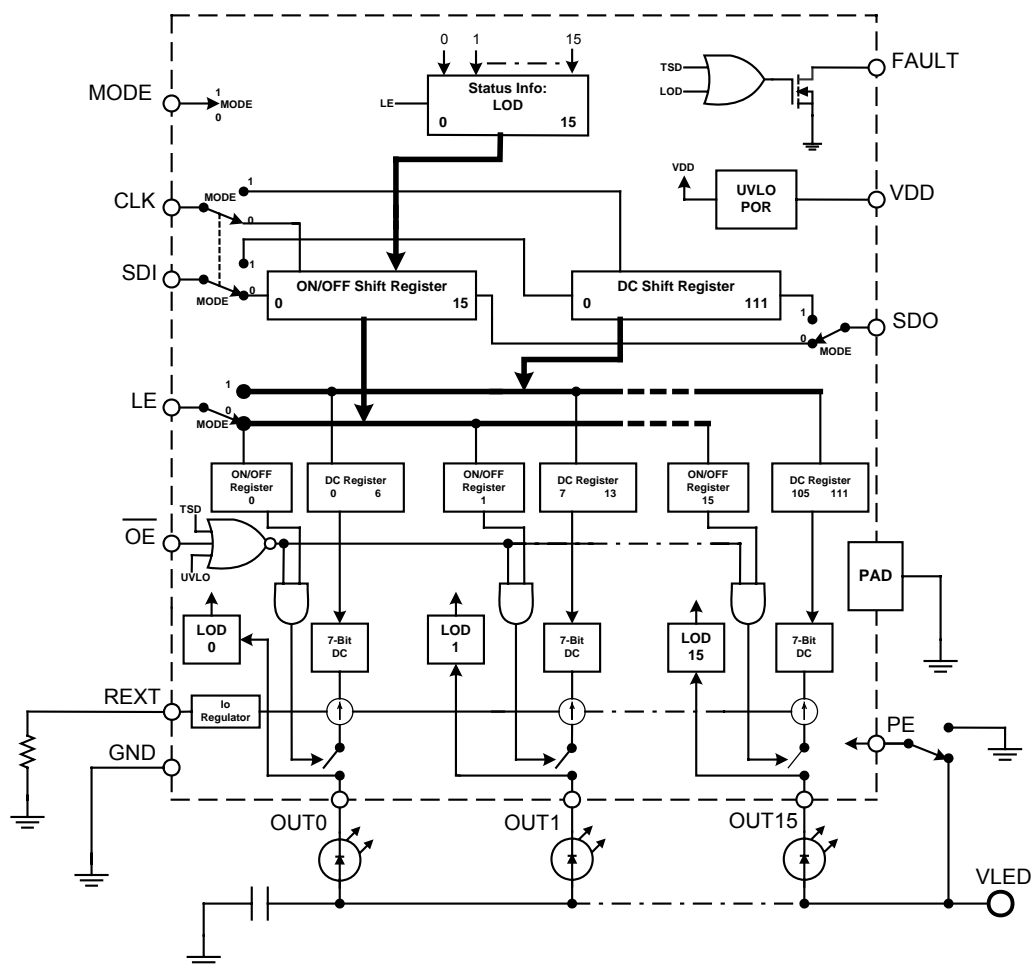 0 1 15
FAULT
TSD
LOD
MODE
1
MODE
0
LE
Status Info:
LOD
0 15
VDD
UVLO
POR
VDD
CLK
MODE
1
0
SDI
MODE
1
0
ON/OFF Shift Register
0 15
DC Shift Register
0 111
1
0
MODE
SDO
LE
MODE
1
0
ON/OFF
Register
0
DC Register
0 6
ON/OFF
Register
1
DC Register
7 13
ON/OFF
Register
15
DC Register
105 111
OE
TSD
UVLO
PAD
LOD
0
7-Bit
DC
LOD
1
7-Bit
DC
LOD
15
7-Bit
DC
REXT
Io
Regulator
PE
GND
OUT0
OUT1
OUT15
VLED